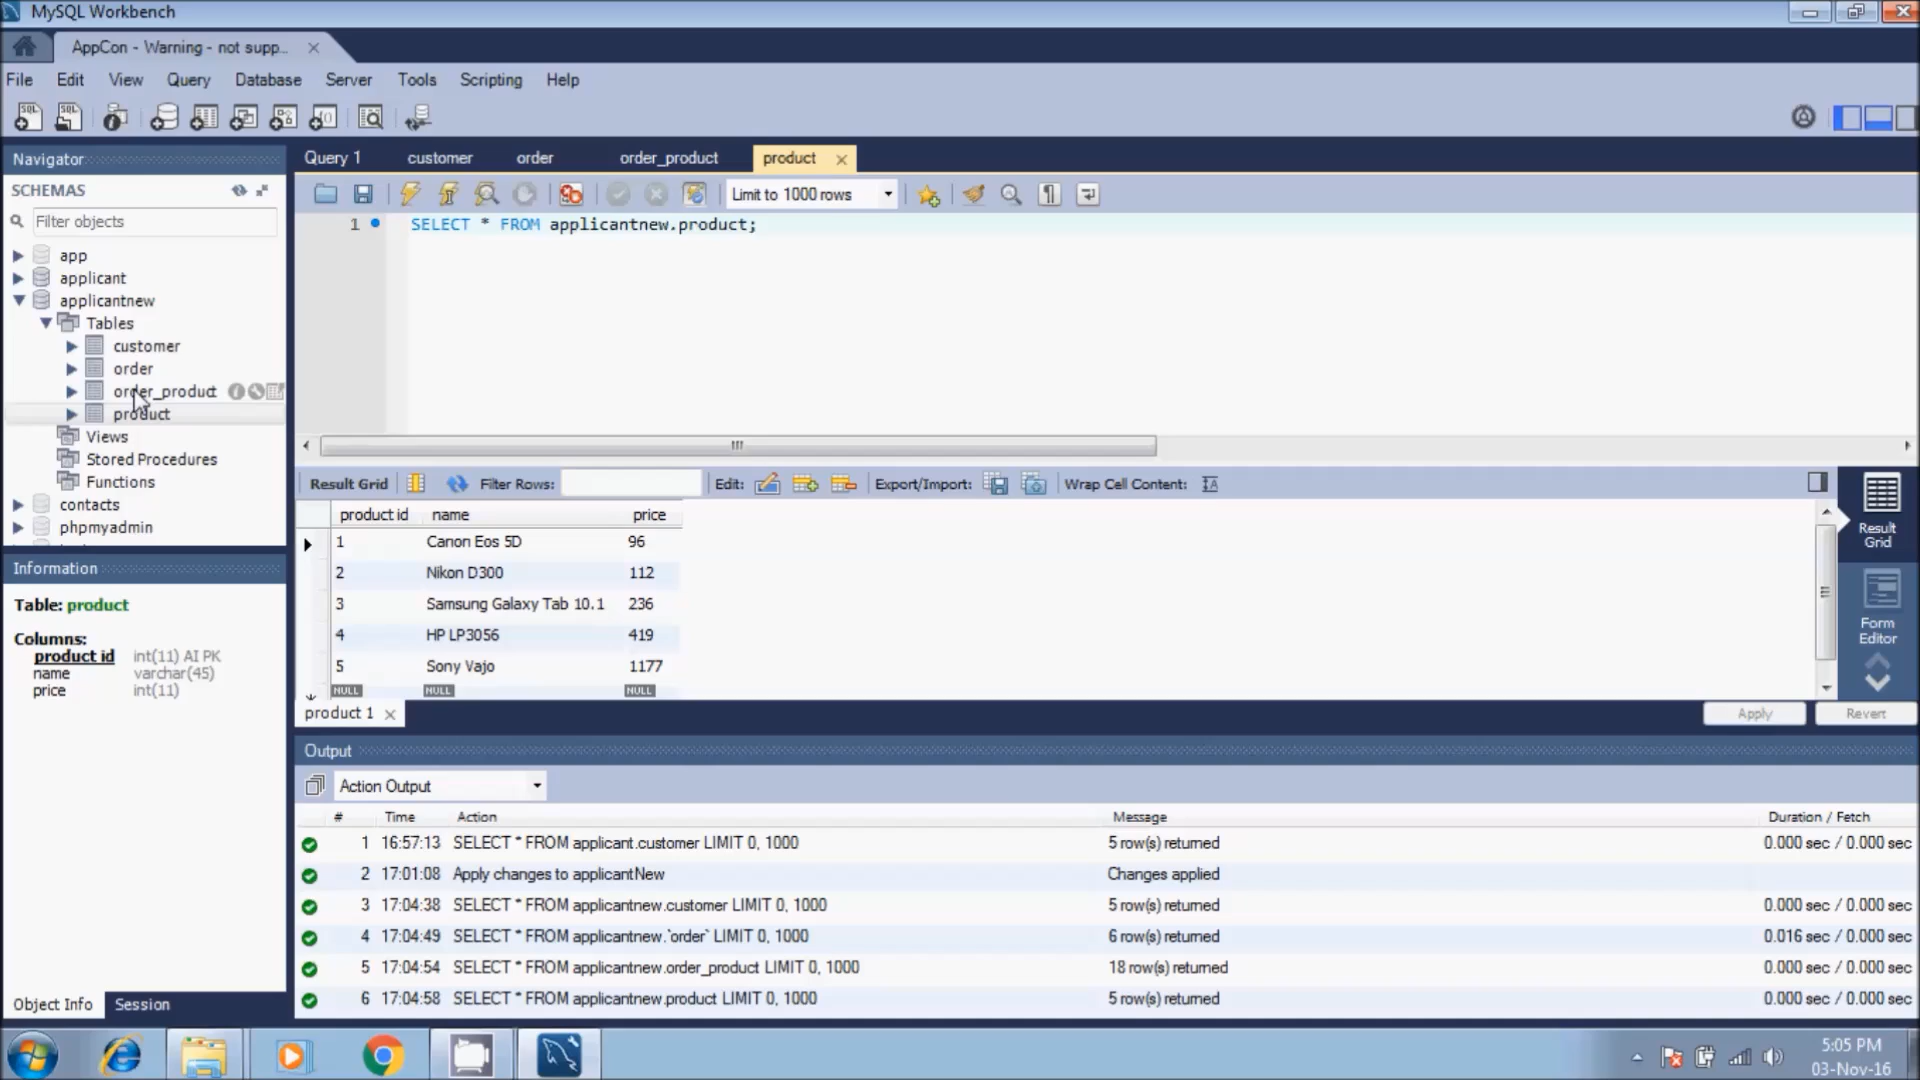 MySQL Workbench
AppCon - Warning - not supp...
File Edit View Query Database Server Tools Scripting Help
Navigator
SCHEMAS
Filter objects
app
applicant
applicantnew
Tables
customer
order
order_product
product
Views
Stored Procedures
Functions
contacts
phpmyadmin
Information
Table: product
Columns:
product id int(11) AI PK
name varchar(45)
price int(11)
Object Info Session
Query 1 customer order order_product product
Limit to 1000 rows
1 SELECT * FROM applicantnew.product;
Result Grid Filter Rows: Edit: Export/Import: Wrap Cell Content:
product id name price
1 Canon Eos 5D 96
2 Nikon D300 112
3 Samsung Galaxy Tab 10.1 236
4 HP LP3056 419
5 Sony Vajo 1177
NULL NULL NULL
Result Grid
Form Editor
product 1
Apply Revert
Output
Action Output
# Time Action Message Duration / Fetch
1 16:57:13 SELECT * FROM applicant.customer LIMIT 0, 1000 5 row(s) returned 0.000 sec / 0.000 sec
2 17:01:08 Apply changes to applicantNew Changes applied
3 17:04:38 SELECT * FROM applicantnew.customer LIMIT 0, 1000 5 row(s) returned 0.000 sec / 0.000 sec
4 17:04:49 SELECT * FROM applicantnew.`order` LIMIT 0, 1000 6 row(s) returned 0.016 sec / 0.000 sec
5 17:04:54 SELECT * FROM applicantnew.order_product LIMIT 0, 1000 18 row(s) returned 0.000 sec / 0.000 sec
6 17:04:58 SELECT * FROM applicantnew.product LIMIT 0, 1000 5 row(s) returned 0.000 sec / 0.000 sec
5:05 PM
03-Nov-16